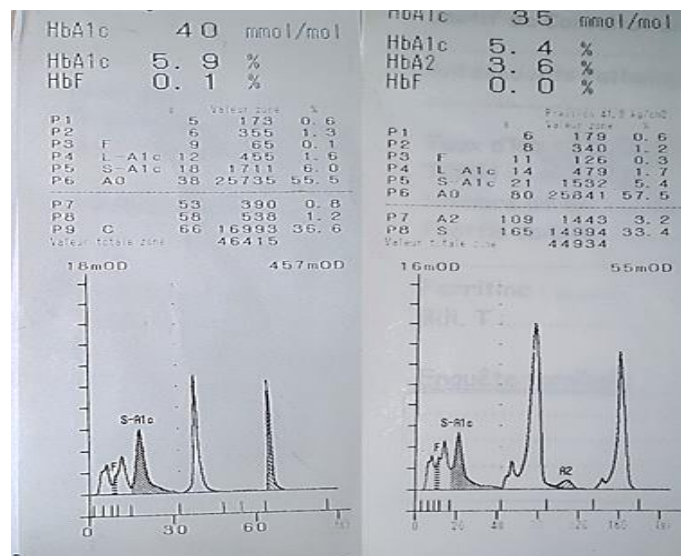 HbA1c 40 mmol/mol
HbA1c 5. 9 %
HbF 0. 1 %
s Valeur zone %
P1 5 173 0. 6
P2 6 355 1. 3
P3 F 9 65 0. 1
P4 L-A1c 12 455 1. 6
P5 S-A1c 18 1711 6. 0
P6 A0 38 25735 55. 5
P7 53 390 0. 8
P8 58 538 1. 2
P9 C 66 16993 36. 6
Valeur totale zone 46415
18mOD 457mOD
S-A1c
F
0 30 60 (s)
HbA1c 35 mmol/mol
HbA1c 5. 4 %
HbA2 3. 6 %
HbF 0. 0 %
s Valeur zone %
P1 6 179 0. 6
P2 8 340 1. 2
P3 F 11 126 0. 3
P4 L A1c 14 479 1. 7
P5 S-A1c 21 1532 5. 4
P6 A0 80 25841 57. 5
P7 A2 109 1443 3. 2
P8 S 165 14994 33. 4
Valeur totale zone 44934
16mOD 55mOD
S-A1c
F
A2
0 20 160 (s)